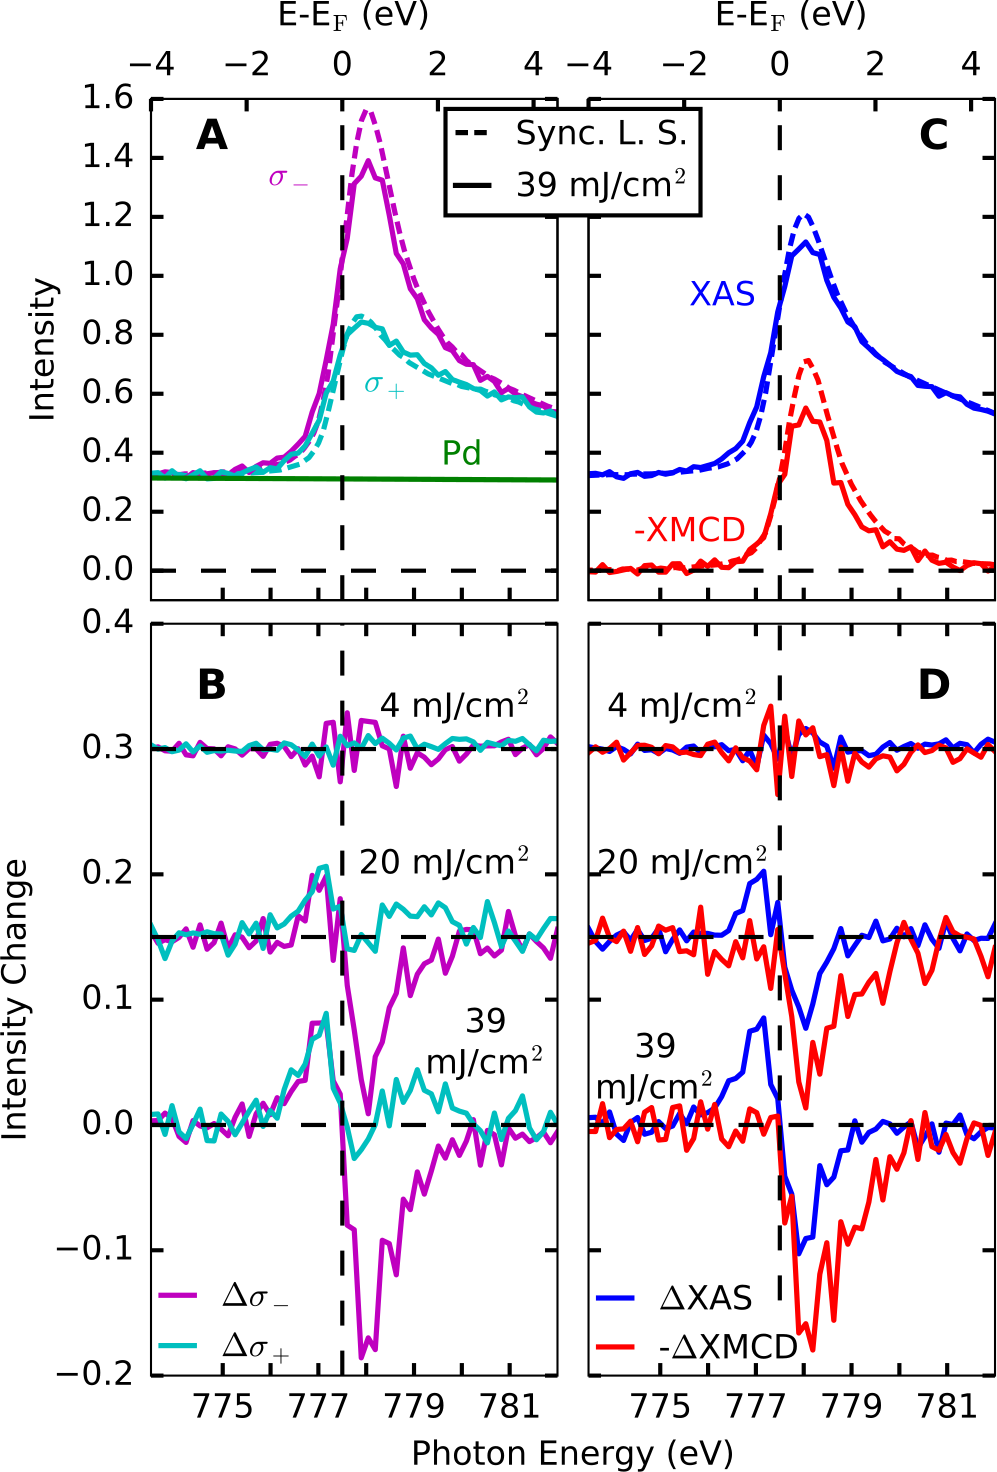 E-E_F (eV) E-E_F (eV)
−4 −2 0 2 4 −4 −2 0 2 4
1.6
A Sync. L. S. C
1.4
σ₋ 39 mJ/cm²
1.2
1.0 XAS
Intensity
0.8
0.6 σ₊
0.4 Pd
0.2 -XMCD
0.0
0.4
B 4 mJ/cm² 4 mJ/cm² D
0.3
0.2 20 mJ/cm² 20 mJ/cm²
Intensity Change
0.1
39 39
mJ/cm² mJ/cm²
0.0
−0.1
Δσ₋ ΔXAS
Δσ₊ -ΔXMCD
−0.2
775 777 779 781 775 777 779 781
Photon Energy (eV)